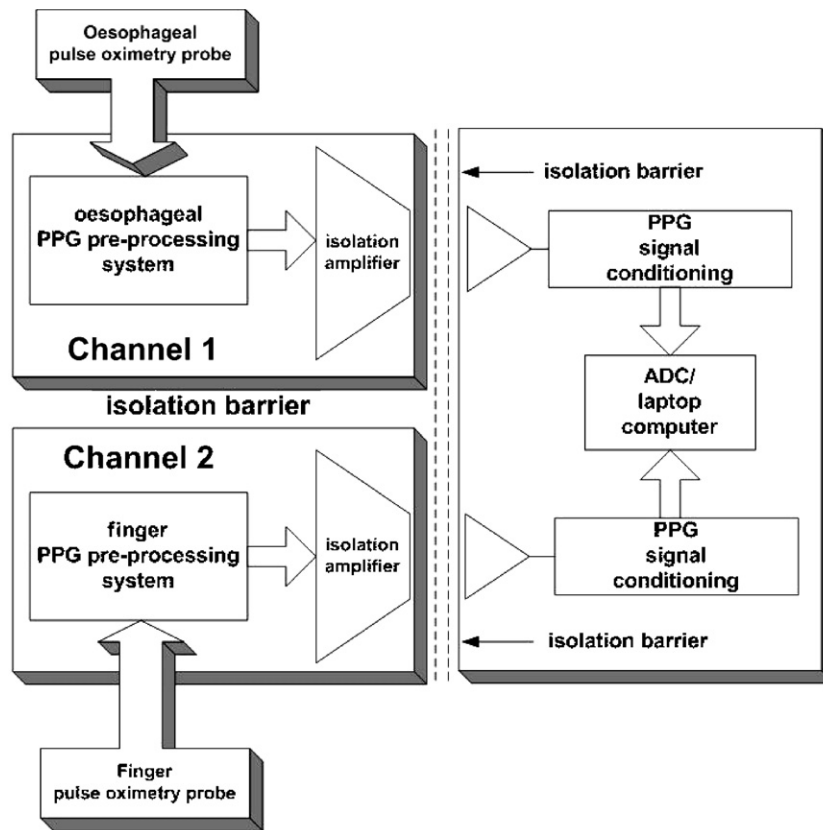 Oesophageal
pulse oximetry probe
oesophageal
PPG pre-processing
system
isolation
amplifier
Channel 1
isolation barrier
Channel 2
finger
PPG pre-processing
system
isolation
amplifier
Finger
pulse oximetry probe
isolation barrier
PPG
signal
conditioning
ADC/
laptop
computer
PPG
signal
conditioning
isolation barrier